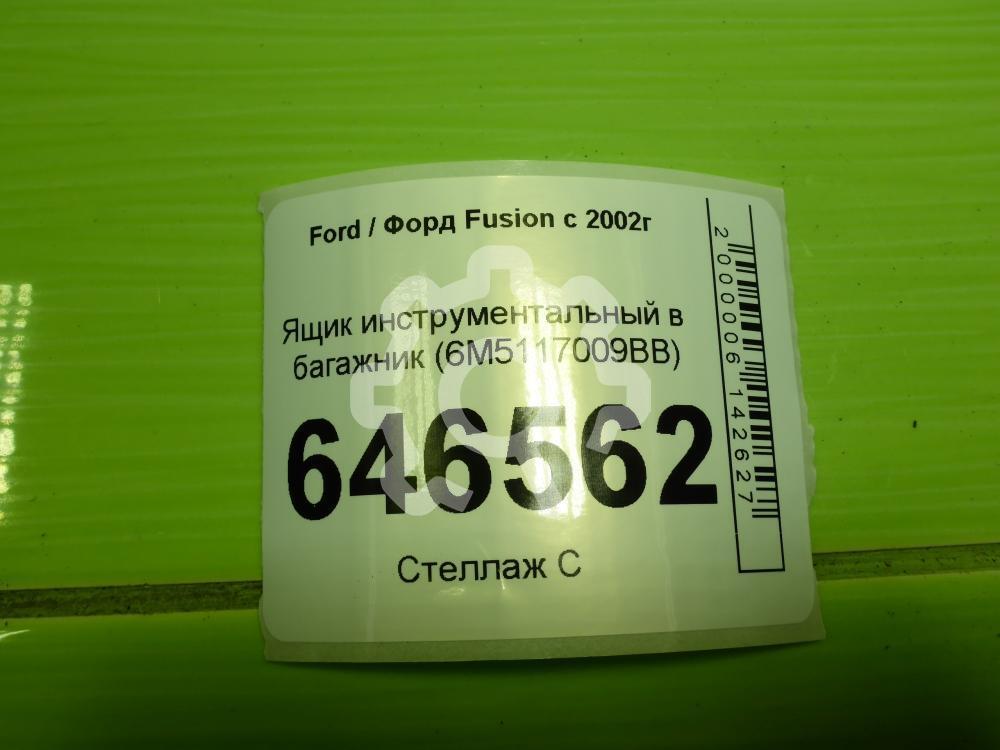 Ford / Форд Fusion с 2002г
Ящик инструментальный в
багажник (6M5117009BB)
646562
Стеллаж С
2000006142627